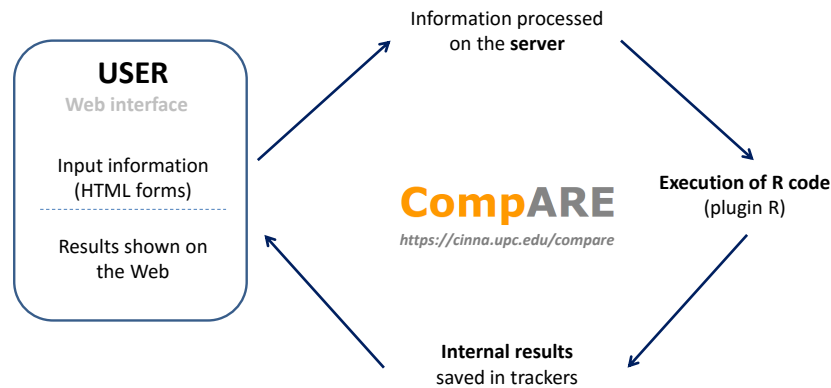 Information processed
on the server
USER
Web interface
Input information
(HTML forms)
Results shown on
the Web
CompARE
https://cinna.upc.edu/compare
Execution of R code
(plugin R)
Internal results
saved in trackers